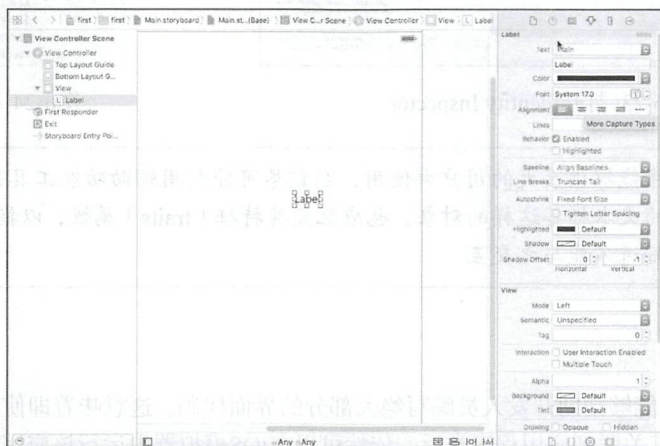 first
first
Main.storyboard
Main.st...(Base)
View C...r Scene
View Controller
View
Label
View Controller Scene
View Controller
Top Layout Guide
Bottom Layout G...
View
L Label
First Responder
Exit
Storyboard Entry Poi...
Label
Any
Any
Label
Text Plain
Label
Color
Font System 17.0
Alignment
Lines
More Capture Types
Behavior Enabled
Highlighted
Baseline Align Baselines
Line Breaks Truncate Tail
Autoshrink Fixed Font Size
Tighten Letter Spacing
Highlighted Default
Shadow Default
Shadow Offset 0 -1
Horizontal Vertical
View
Mode Left
Semantic Unspecified
Tag 0
Interaction User Interaction Enabled
Multiple Touch
Alpha 1
Background Default
Tint Default
Drawing Opaque Hidden